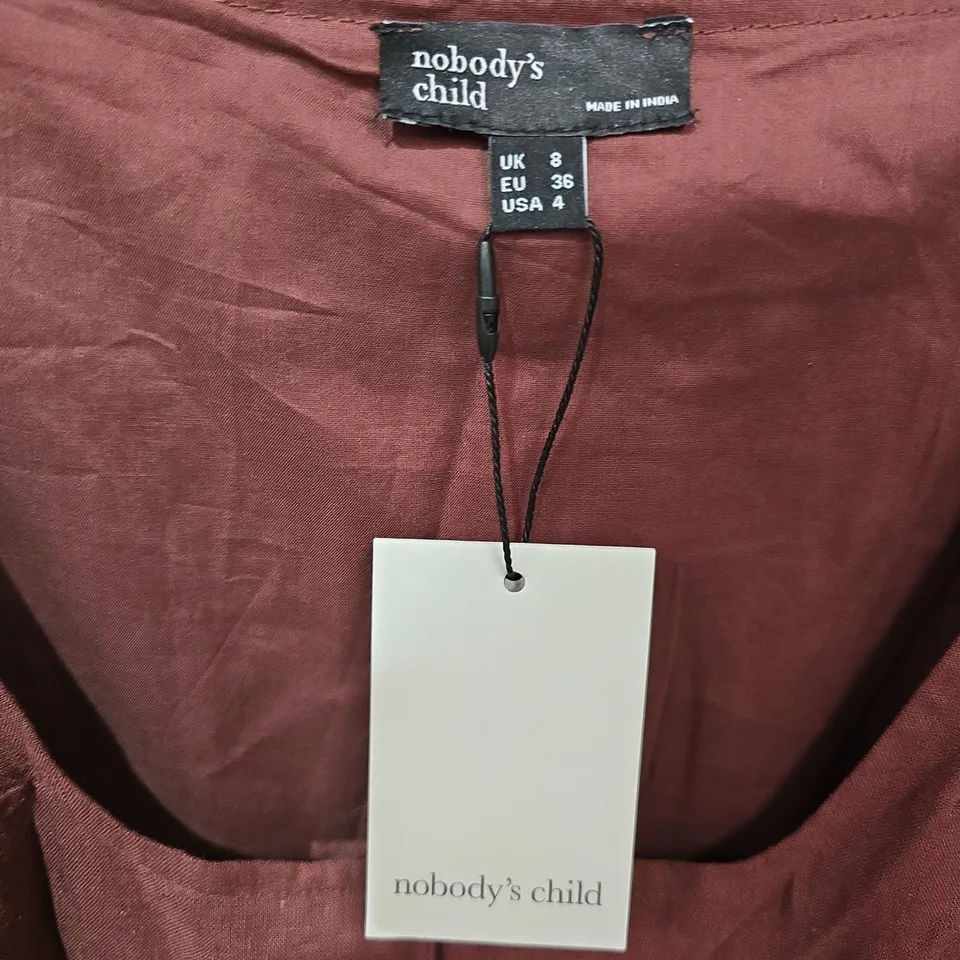 nobody's
child
MADE IN INDIA
UK 8
EU 36
USA 4
nobody's child